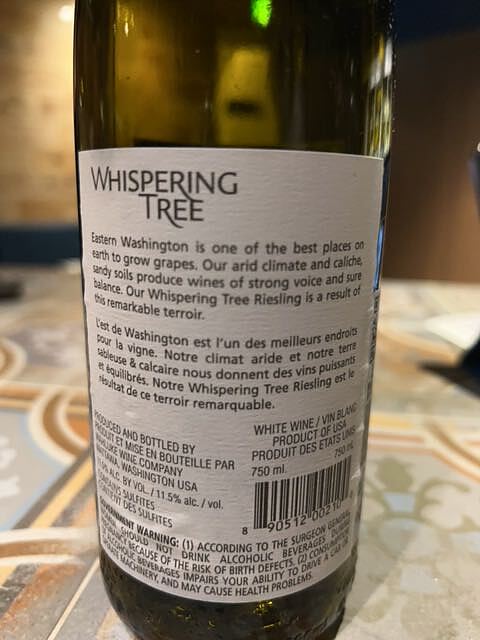 WHISPERING
TREE
Eastern Washington is one of the best places on
earth to grow grapes. Our arid climate and caliche,
sandy soils produce wines of strong voice and sure
balance. Our Whispering Tree Riesling is a result of
this remarkable terroir.
L'est de Washington est l'un des meilleurs endroits
pour la vigne. Notre climat aride et notre terre
sableuse & calcaire nous donnent des vins puissants
et équilibrés. Notre Whispering Tree Riesling est le
résultat de ce terroir remarquable.
PRODUCED AND BOTTLED BY
PRODUIT ET MISE EN BOUTEILLE PAR
WINE COMPANY
WASHINGTON USA
ALC. BY VOL. / 11.5% alc. / vol.
SULFITES
DES SULFITES
WHITE WINE / VIN BLANC
PRODUCT OF USA
PRODUIT DES ETATS UNIS
750 ml. 750 ml.
8 90512 00210
GOVERNMENT WARNING: (1) ACCORDING TO THE SURGEON GENERAL,
SHOULD NOT DRINK ALCOHOLIC BEVERAGES
BECAUSE OF THE RISK OF BIRTH DEFECTS. (2) CONSUMPTION
ALCOHOLIC BEVERAGES IMPAIRS YOUR ABILITY TO DRIVE A CAR
MACHINERY, AND MAY CAUSE HEALTH PROBLEMS.